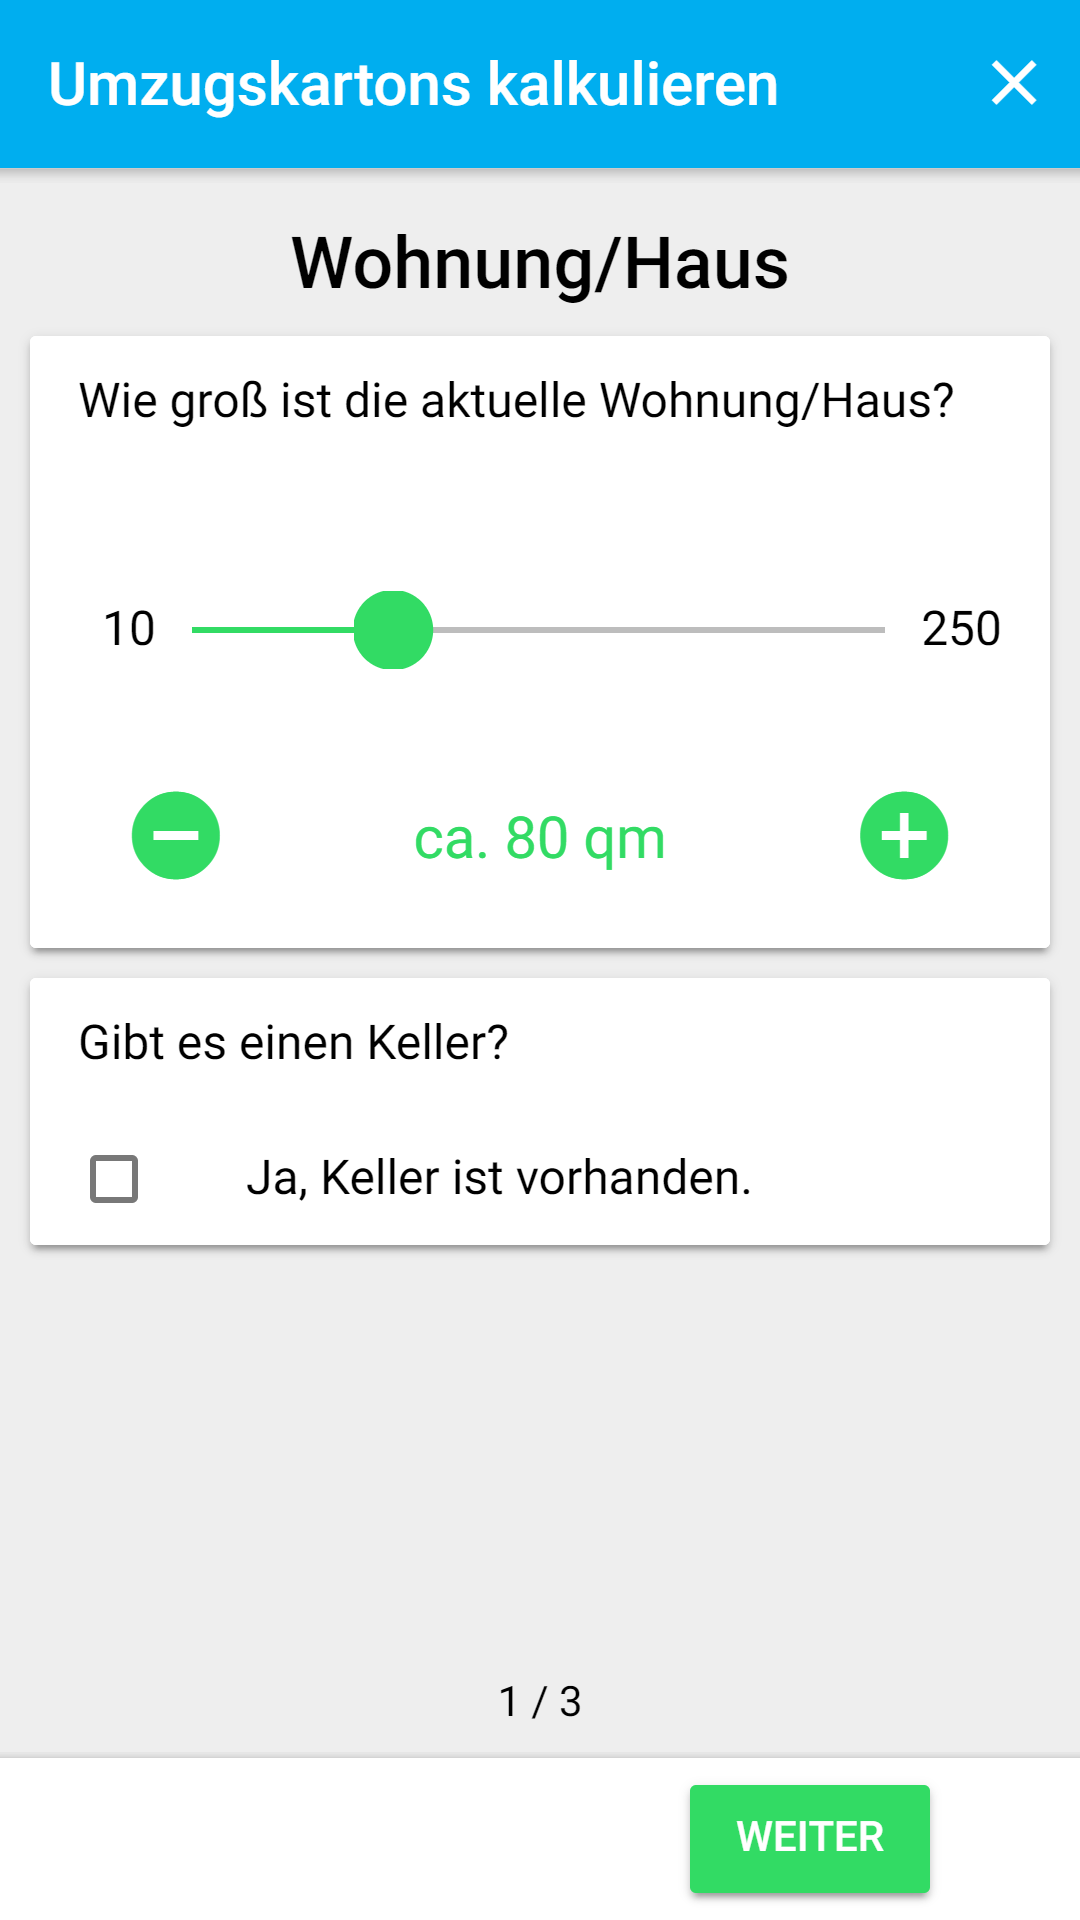 Umzugskartons kalkulieren
Wohnung/Haus
Wie groß ist die aktuelle Wohnung/Haus?
10
250
ca. 80 qm
Gibt es einen Keller?
Ja, Keller ist vorhanden.
1 / 3
WEITER